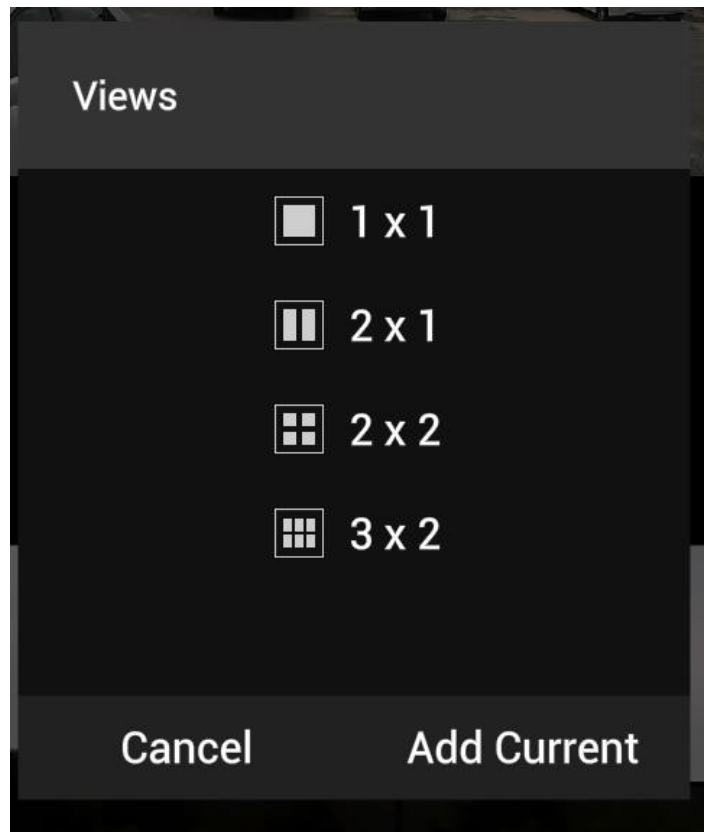 Views
1 x 1
2 x 1
2 x 2
3 x 2
Cancel Add Current